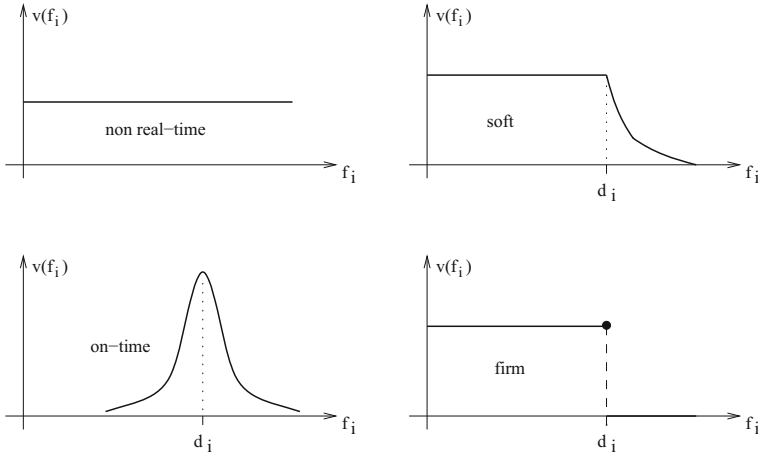 v(f_i)
non real-time
f_i
v(f_i)
soft
d_i
f_i
v(f_i)
on-time
d_i
f_i
v(f_i)
firm
d_i
f_i